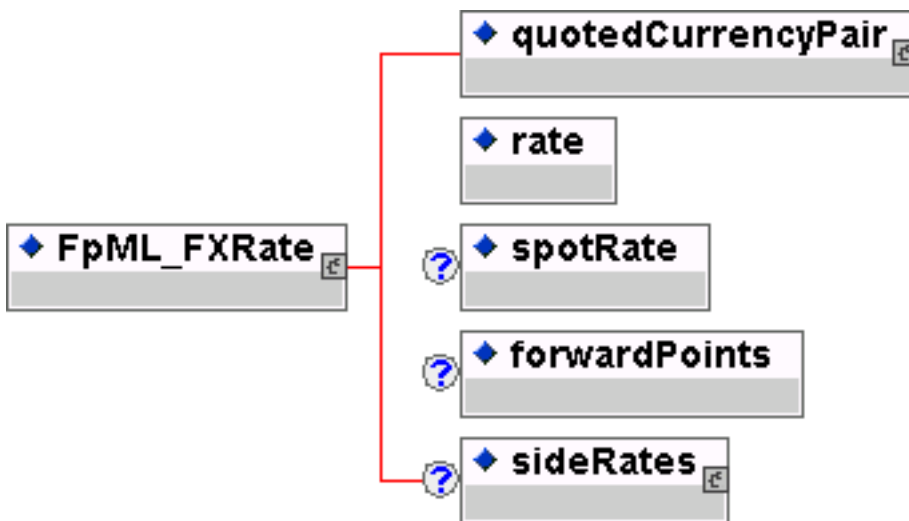 quotedCurrencyPair
rate
FpML_FXRate
? spotRate
? forwardPoints
? sideRates